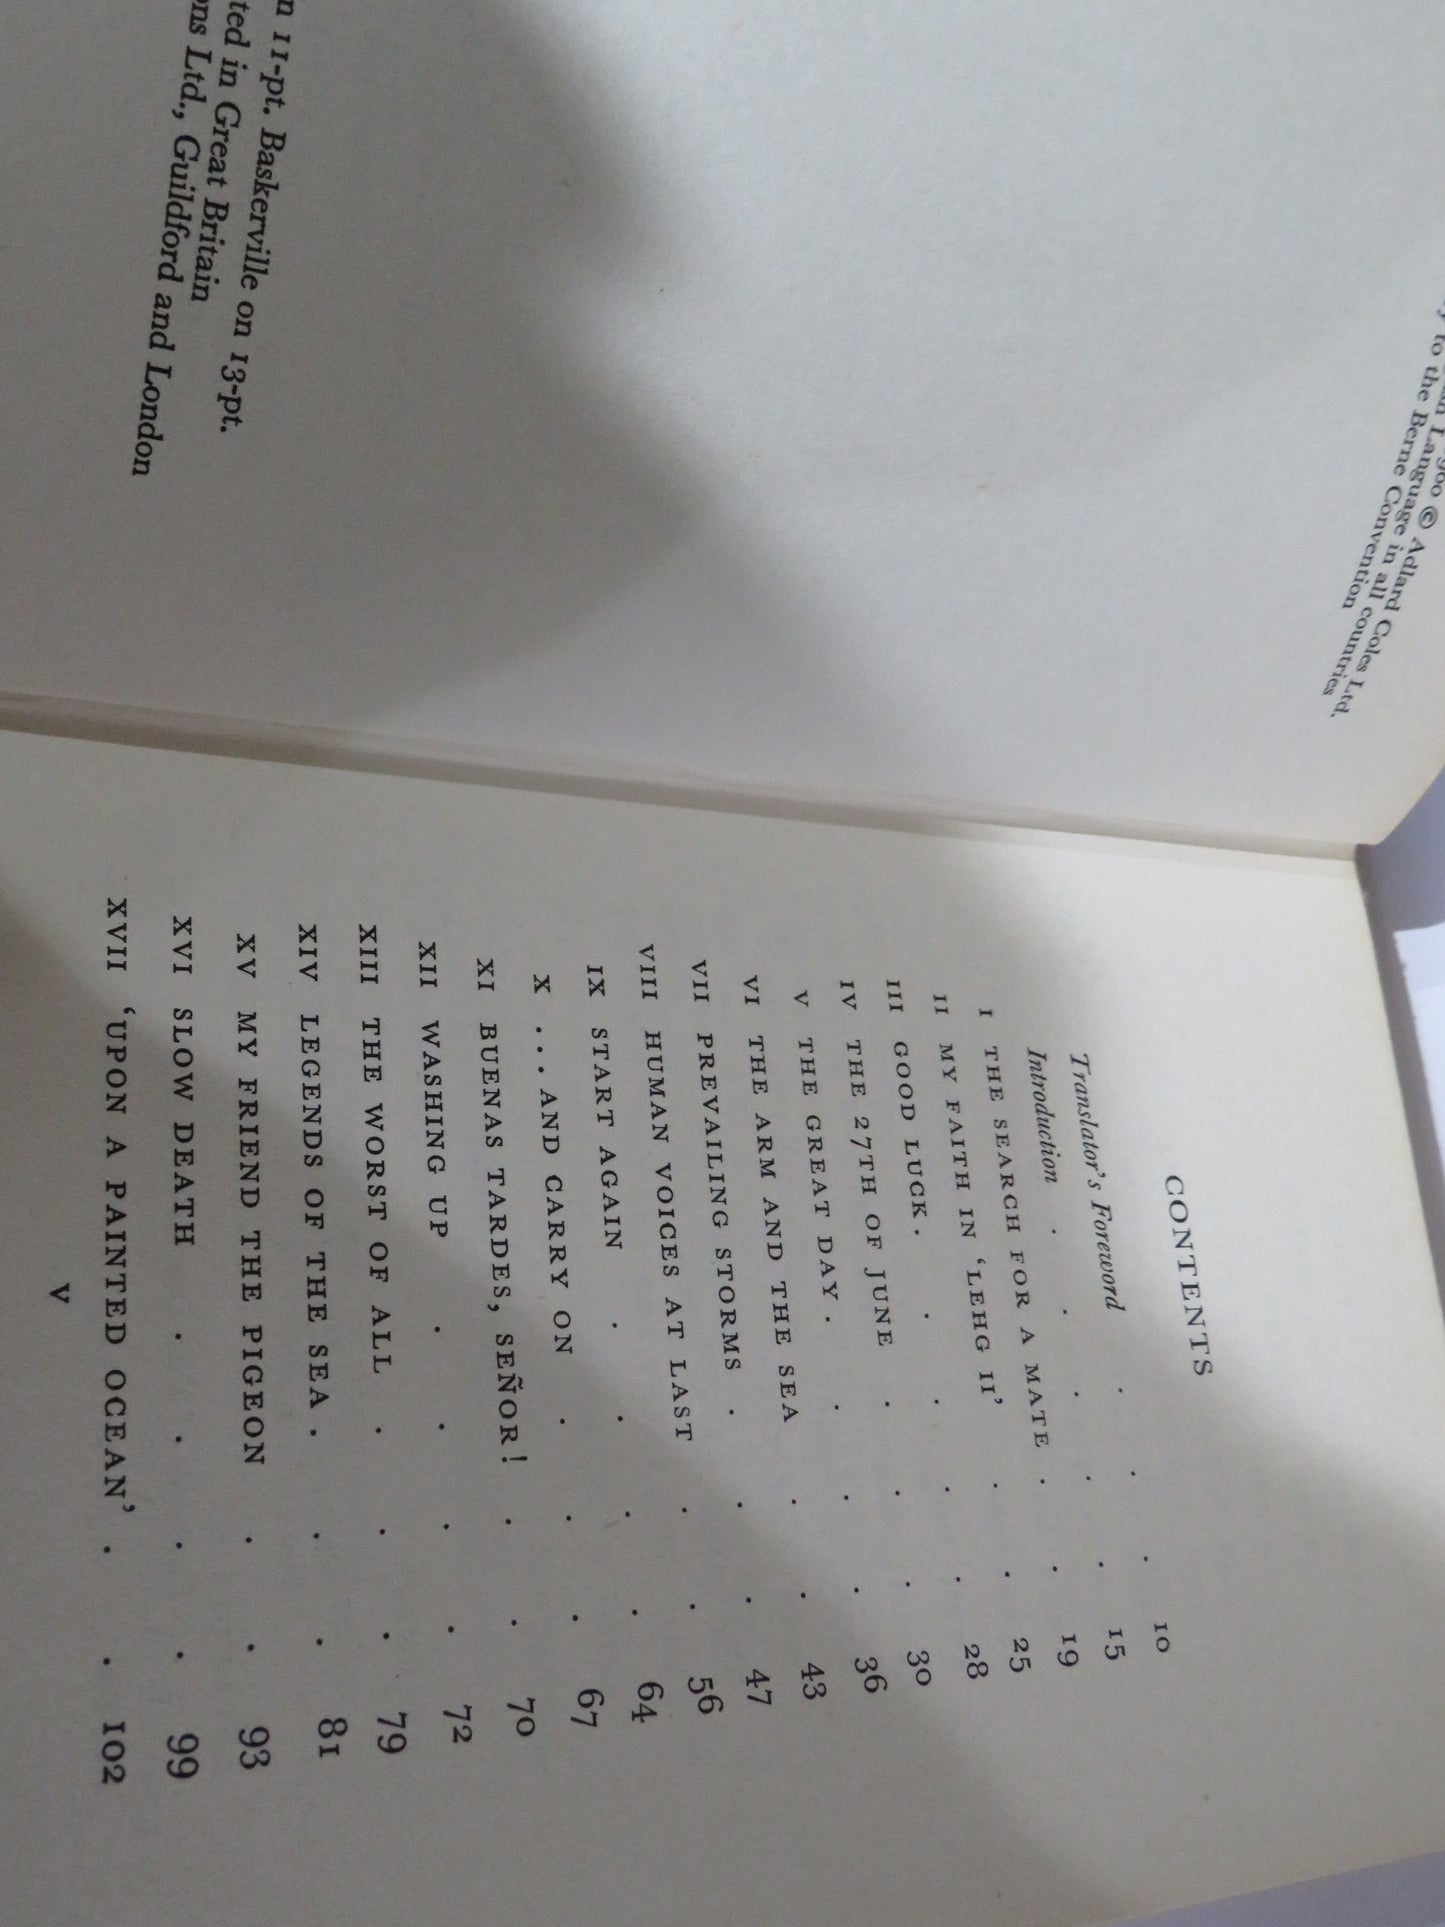 © Adlard Coles Ltd.
Language in all countries
to the Berne Convention
11-pt. Baskerville on 13-pt.
in Great Britain
Ltd., Guildford and London
CONTENTS
Translator's Foreword . . . 10
Introduction . . . . . 15
I THE SEARCH FOR A MATE . . 19
II MY FAITH IN 'LEHG II' . . 25
III GOOD LUCK . . . . . 28
IV THE 27TH OF JUNE . . . 30
V THE GREAT DAY . . . . 36
VI THE ARM AND THE SEA . . 43
VII PREVAILING STORMS . . . 47
VIII HUMAN VOICES AT LAST . . 56
IX START AGAIN . . . . 64
X ... AND CARRY ON . . . 67
XI BUENAS TARDES, SEÑOR! . . 70
XII WASHING UP . . . . 72
XIII THE WORST OF ALL . . . 79
XIV LEGENDS OF THE SEA . . . 81
XV MY FRIEND THE PIGEON . . 93
XVI SLOW DEATH . . . . 99
XVII 'UPON A PAINTED OCEAN' . . 102
V